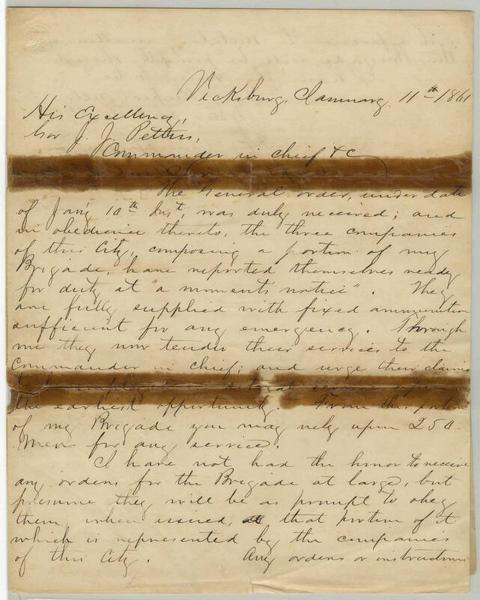 Vicksburg, January 11th 1861
His Excellency,
Gov J. J. Pettus,
Commander in chief &c
The General order, under date
of Jany 10th inst, was duly received; and
in obedience thereto, the three companies
of this City, composing portion of my
Brigade, have reported themselves ready
for duty at "a moments notice". They
are fully supplied with fixed ammunition
sufficient for any emergency. Through
me they now tender their services to the
Commander in chief; and urge their claims
the earliest opportunity. From this part
of my Brigade you may rely upon 250
Men for any service.
I have not had the honor to receive
any orders for the Brigade at large, but
presume they will be as prompt to obey
them when issued, as that portion of it
which is represented by the companies
of this City. Any orders or instructions